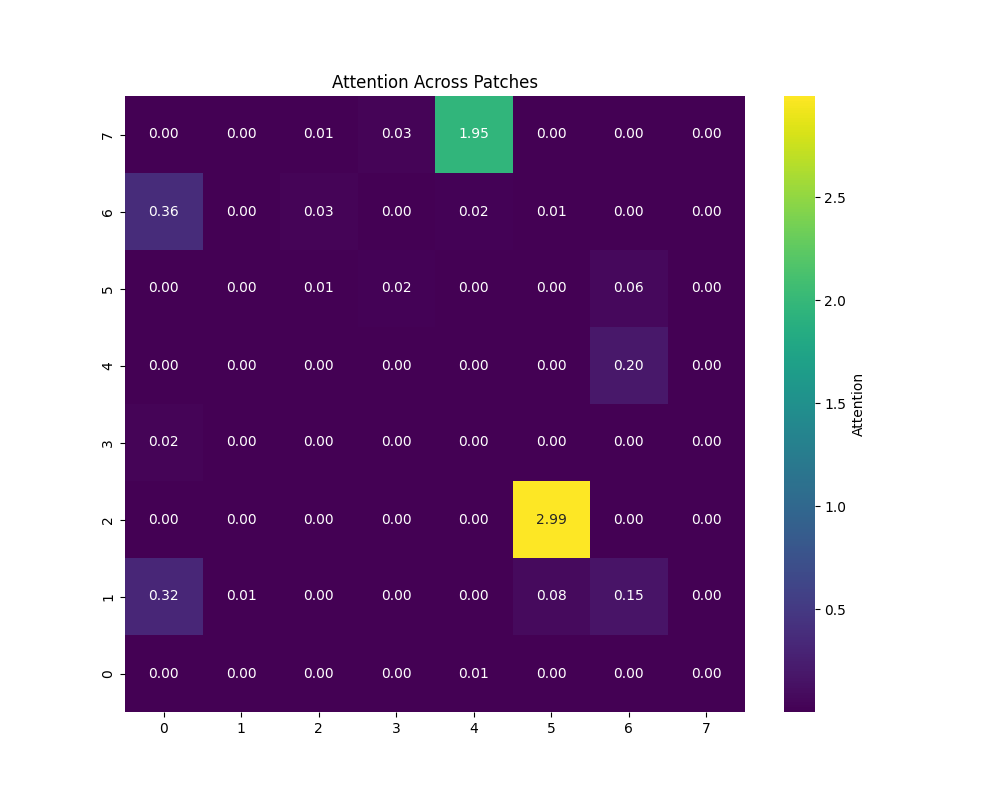 Attention Across Patches
7 0.00 0.00 0.01 0.03 1.95 0.00 0.00 0.00
6 0.36 0.00 0.03 0.00 0.02 0.01 0.00 0.00
5 0.00 0.00 0.01 0.02 0.00 0.00 0.06 0.00
4 0.00 0.00 0.00 0.00 0.00 0.00 0.20 0.00
3 0.02 0.00 0.00 0.00 0.00 0.00 0.00 0.00
2 0.00 0.00 0.00 0.00 0.00 2.99 0.00 0.00
1 0.32 0.01 0.00 0.00 0.00 0.08 0.15 0.00
0 0.00 0.00 0.00 0.00 0.01 0.00 0.00 0.00
0 1 2 3 4 5 6 7
2.5
2.0
1.5
1.0
0.5
Attention